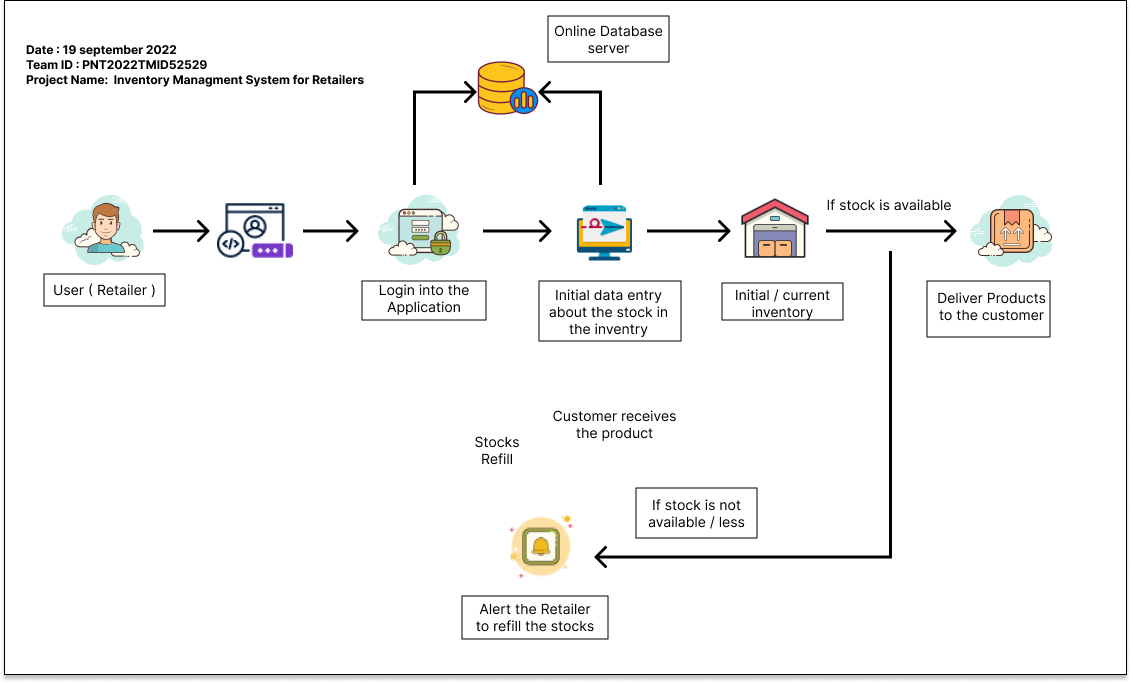 Date : 19 september 2022
Team ID : PNT2022TMID52529
Project Name:  Inventory Managment System for Retailers
Online Database
server
If stock is available
User ( Retailer )
Login into the
Application
Initial data entry
about the stock in
the inventry
Initial / current
inventory
Deliver Products
to the customer
Customer receives
the product
Stocks
Refill
If stock is not
available / less
Alert the Retailer
to refill the stocks